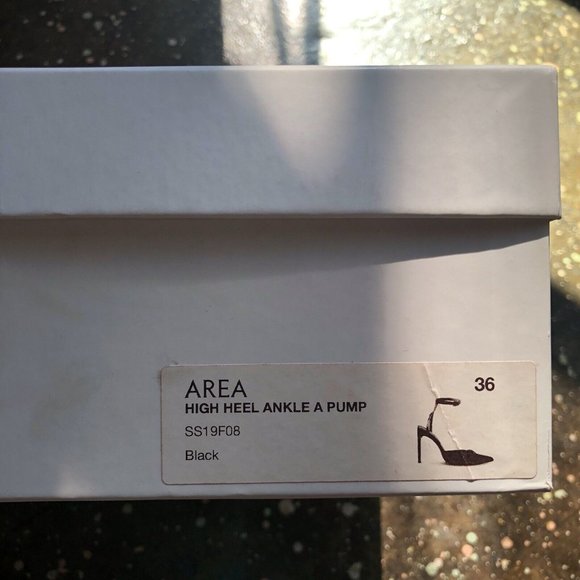 AREA 36
HIGH HEEL ANKLE A PUMP
SS19F08
Black